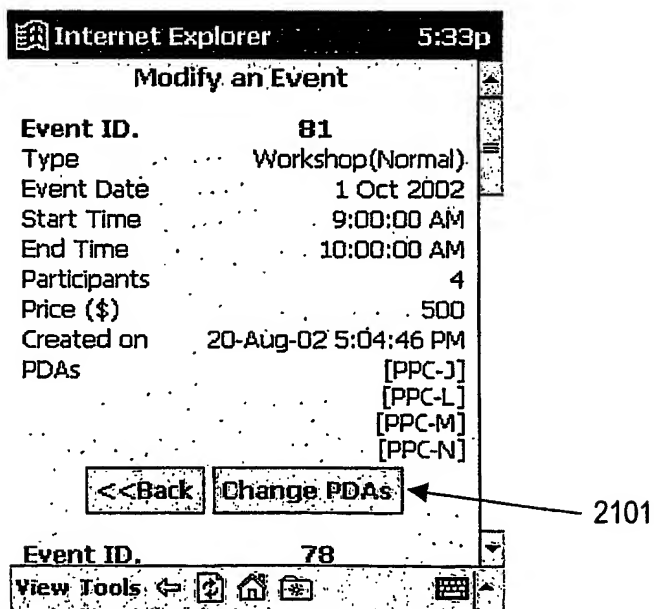 Internet Explorer 5:33p
Modify an Event
Event ID. 81
Type Workshop(Normal)
Event Date 1 Oct 2002
Start Time 9:00:00 AM
End Time 10:00:00 AM
Participants 4
Price ($) 500
Created on 20-Aug-02 5:04:46 PM
PDAs [PPC-J]
[PPC-L]
[PPC-M]
[PPC-N]
<<Back Change PDAs
2101
Event ID. 78
View Tools